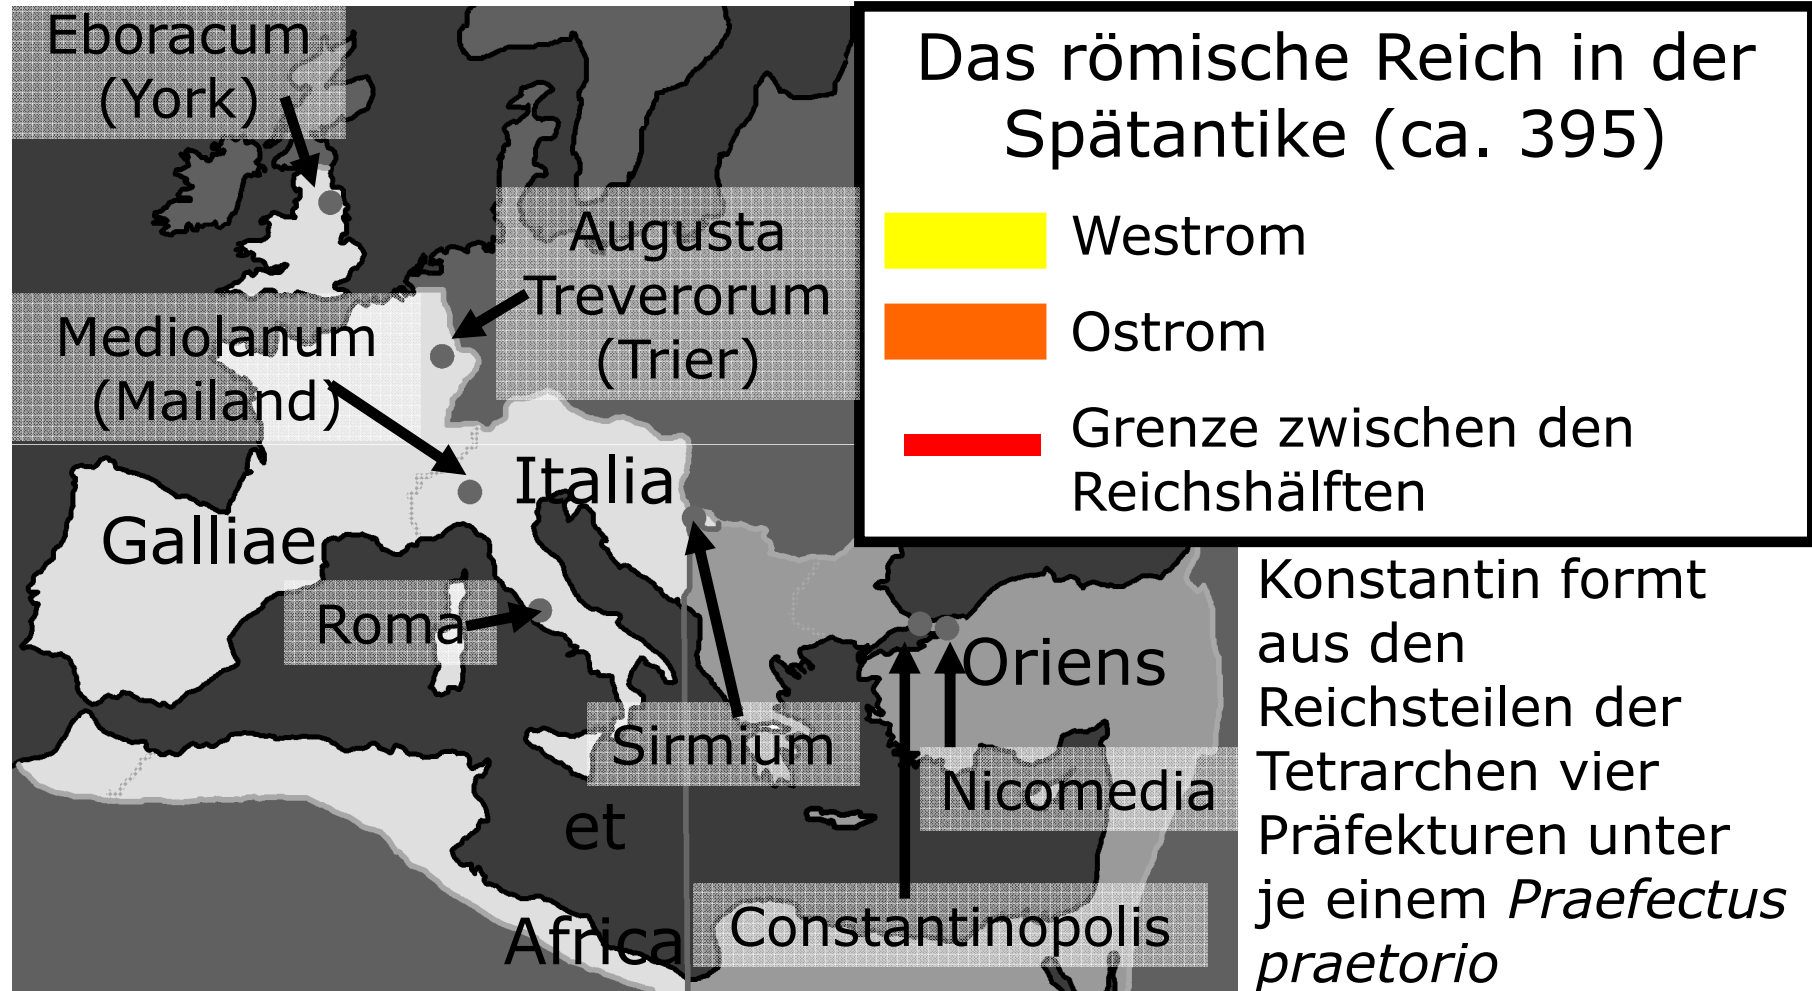 Eboracum
(York)
Das römische Reich in der
Spätantike (ca. 395)
Westrom
Ostrom
Grenze zwischen den
Reichshälften
Augusta
Treverorum
(Trier)
Mediolanum
(Mailand)
Italia
Galliae
Roma
Oriens
Sirmium
Nicomedia
et
Africa
Constantinopolis
Konstantin formt
aus den
Reichsteilen der
Tetrarchen vier
Präfekturen unter
je einem Praefectus
praetorio